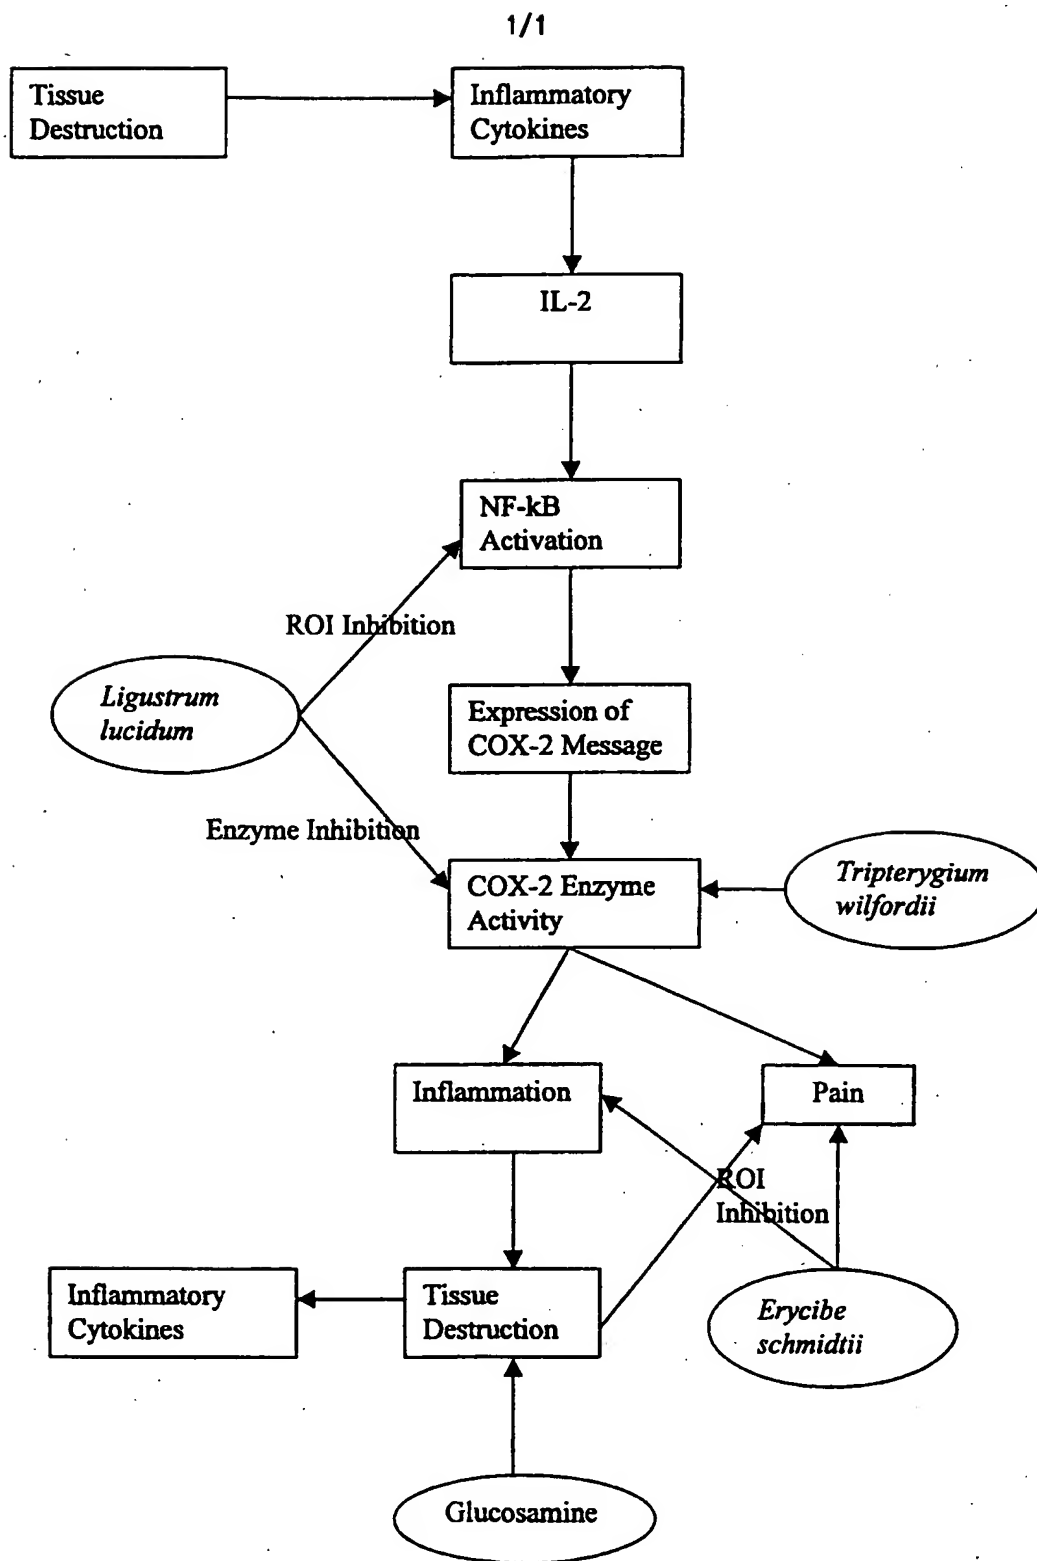 1/1
Tissue
Destruction
Inflammatory
Cytokines
IL-2
NF-kB
Activation
ROI Inhibition
Ligustrum
lucidum
Expression of
COX-2 Message
Enzyme Inhibition
COX-2 Enzyme
Activity
Tripterygium
wilfordii
Inflammation
Pain
ROI
Inhibition
Inflammatory
Cytokines
Tissue
Destruction
Erycibe
schmidtii
Glucosamine